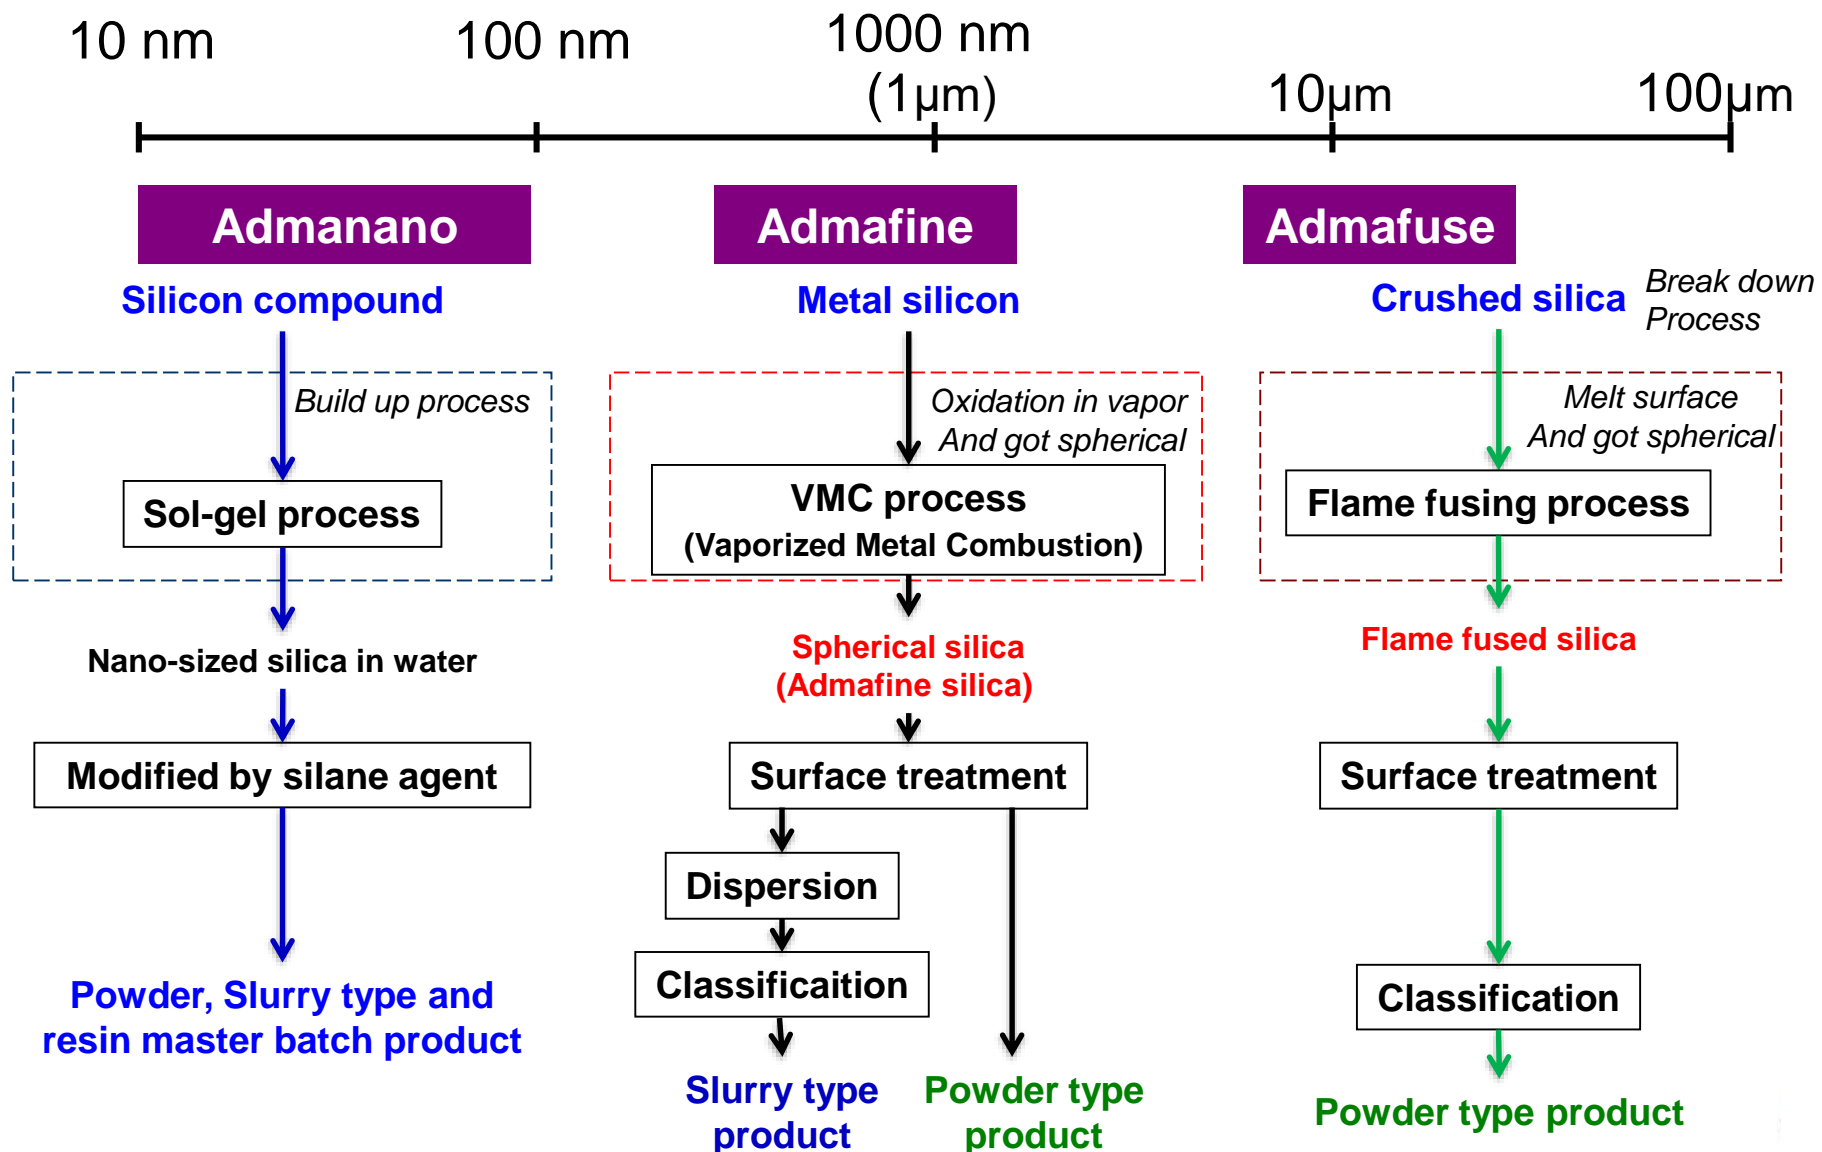 10 nm
100 nm
1000 nm
(1μm)
10μm
100μm
Admanano
Silicon compound
Build up process
Sol-gel process
Nano-sized silica in water
Modified by silane agent
Powder, Slurry type and
resin master batch product
Admafine
Metal silicon
Oxidation in vapor
And got spherical
VMC process
(Vaporized Metal Combustion)
Spherical silica
(Admafine silica)
Surface treatment
Dispersion
Classificaition
Slurry type
product
Powder type
product
Admafuse
Crushed silica
Break down
Process
Melt surface
And got spherical
Flame fusing process
Flame fused silica
Surface treatment
Classification
Powder type product